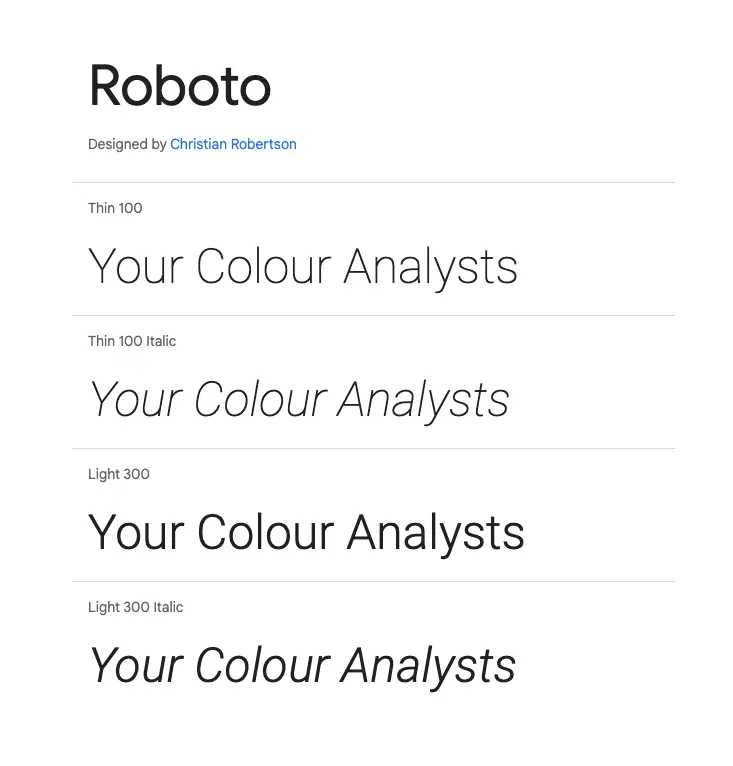 Roboto
Designed by Christian Robertson
Thin 100
Your Colour Analysts
Thin 100 Italic
Your Colour Analysts
Light 300
Your Colour Analysts
Light 300 Italic
Your Colour Analysts